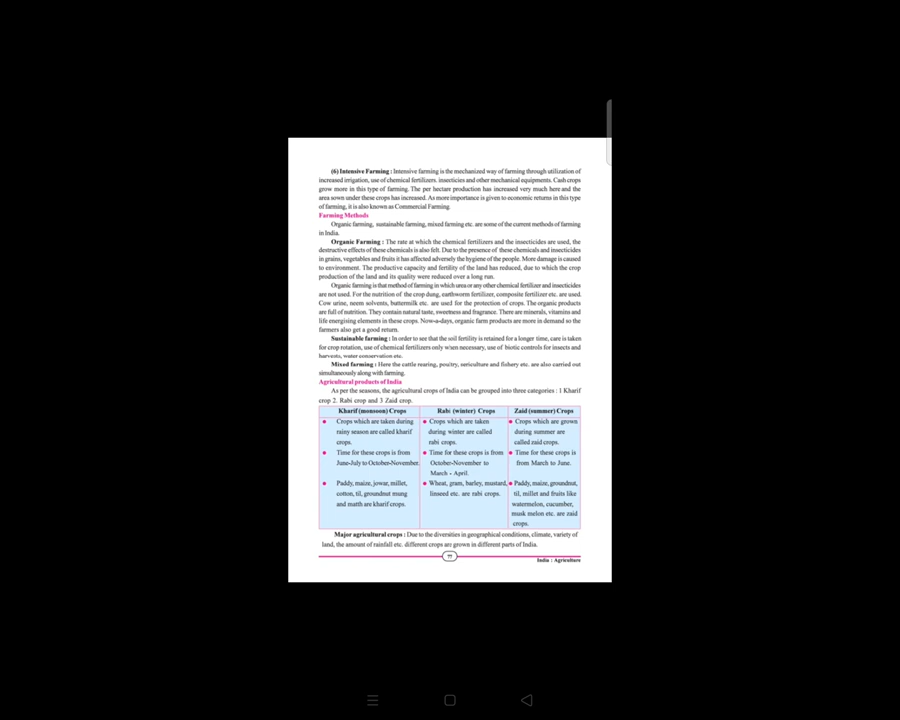 (6) Intensive Farming : Intensive farming is the mechanized way of farming through utilization of
increased irrigation, use of chemical fertilizers. insecticies and other mechanical equipments. Cash crops
grow more in this type of farming. The per hectare production has increased very much here and the
area sown under these crops has increased. As more importance is given to economic returns in this type
of farming, it is also known as Commercial Farming.
Farming Methods
Organic farming, sustainable farming, mixed farming etc. are some of the current methods of farming
in India.
Organic Farming : The rate at which the chemical fertilizers and the insecticides are used, the
destructive effects of these chemicals is also felt. Due to the presence of these chemicals and insecticides
in grains, vegetables and fruits it has affected adversely the hygiene of the people. More damage is caused
to environment. The productive capacity and fertility of the land has reduced, due to which the crop
production of the land and its quality were reduced over a long run.
Organic farming is that method of farming in which urea or any other chemical fertilizer and insecticides
are not used. For the nutrition of the crop dung, earthworm fertilizer, composite fertilizer etc. are used.
Cow urine, neem solvents, buttermilk etc. are used for the protection of crops. The organic products
are full of nutrition. They contain natural taste, sweetness and fragrance. There are minerals, vitamins and
life energising elements in these crops. Now-a-days, organic farm products are more in demand so the
farmers also get a good return.
Sustainable farming : In order to see that the soil fertility is retained for a longer time, care is taken
for crop rotation, use of chemical fertilizers only when necessary, use of biotic controls for insects and
harvests, water conservation etc.
Mixed farming : Here the cattle rearing, poultry, sericulture and fishery etc. are also carried out
simultaneously along with farming.
Agricultural products of India
As per the seasons, the agricultural crops of India can be grouped into three categories : 1 Kharif
crop 2. Rabi crop and 3 Zaid crop.
Kharif (monsoon) Crops
• Crops which are taken during
rainy season are called kharif
crops.
• Time for these crops is from
June-July to October-November.
• Paddy, maize, jowar, millet,
cotton, til, groundnut mung
and matth are kharif crops.
Rabi (winter) Crops
• Crops which are taken
during winter are called
rabi crops.
• Time for these crops is from
October-November to
March - April.
• Wheat, gram, barley, mustard,
linseed etc. are rabi crops.
Zaid (summer) Crops
• Crops which are grown
during summer are
called zaid crops.
• Time for these crops is
from March to June.
• Paddy, maize, groundnut,
til, millet and fruits like
watermelon, cucumber,
musk melon etc. are zaid
crops.
Major agricultural crops : Due to the diversities in geographical conditions, climate, variety of
land, the amount of rainfall etc. different crops are grown in different parts of India.
77
India : Agriculture